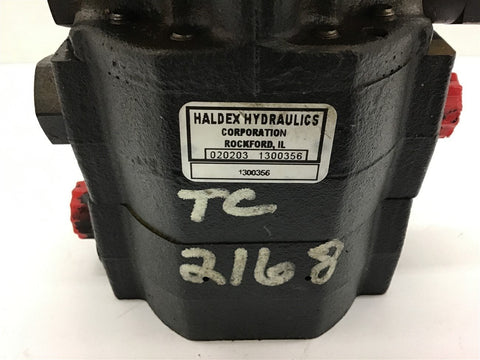 HALDEX HYDRAULICS
CORPORATION
ROCKFORD, IL
020203 1300356
1300356
TC
2168